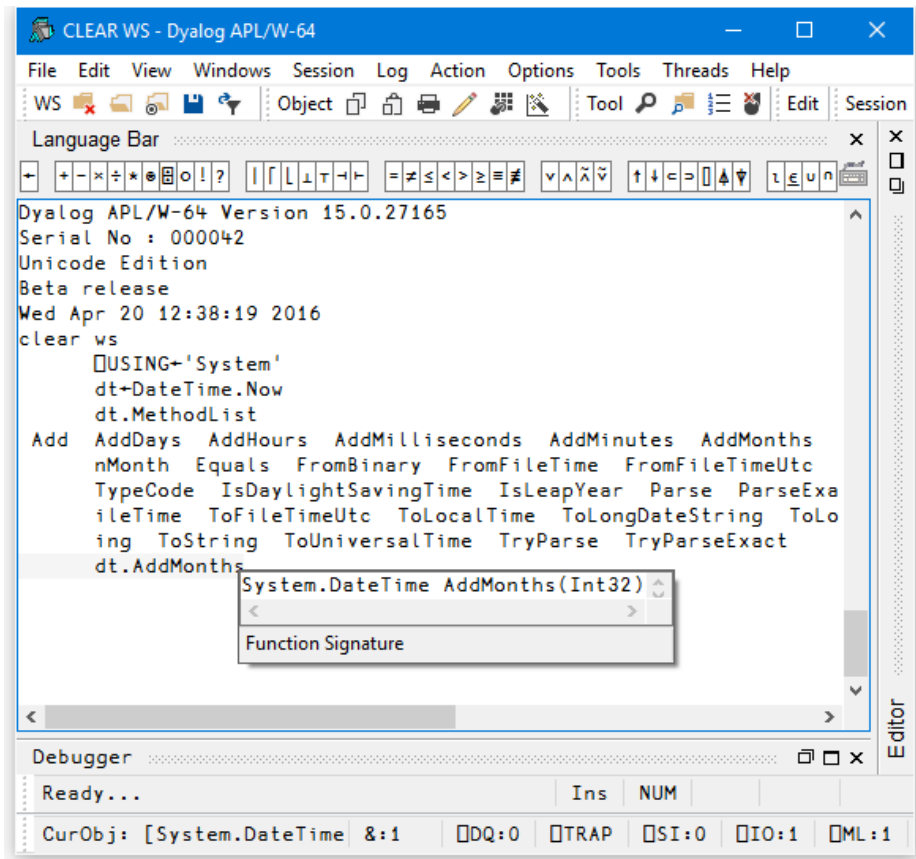 CLEAR WS - Dyalog APL/W-64
File Edit View Windows Session Log Action Options Tools Threads Help
WS Object Tool Edit Session
Language Bar
← + - × ÷ * ⍟ ⌹ ○ ! ? | ⌈ ⌊ ⊥ ⊤ ⊣ ⊢ = ≠ ≤ < > ≥ ≡ ≢ ∨ ∧ ⍲ ⍱ ↑ ↓ ⊂ ⊃ ⌷ ⍋ ⍒ ⍳ ⍷ ∪ ∩
Dyalog APL/W-64 Version 15.0.27165
Serial No : 000042
Unicode Edition
Beta release
Wed Apr 20 12:38:19 2016
clear ws
⎕USING←'System'
dt←DateTime.Now
dt.MethodList
Add AddDays AddHours AddMilliseconds AddMinutes AddMonths
nMonth Equals FromBinary FromFileTime FromFileTimeUtc
TypeCode IsDaylightSavingTime IsLeapYear Parse ParseExa
ileTime ToFileTimeUtc ToLocalTime ToLongDateString ToLo
ing ToString ToUniversalTime TryParse TryParseExact
dt.AddMonths
System.DateTime AddMonths(Int32)
Function Signature
Editor
Debugger
Ready... Ins NUM
CurObj: [System.DateTime &:1 ⎕DQ:0 ⎕TRAP ⎕SI:0 ⎕IO:1 ⎕ML:1